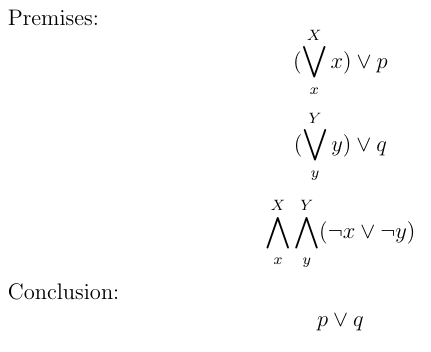 Premises:
(⋁_x^X x) ∨ p
(⋁_y^Y y) ∨ q
⋀_x^X ⋀_y^Y (¬x ∨ ¬y)
Conclusion:
p ∨ q